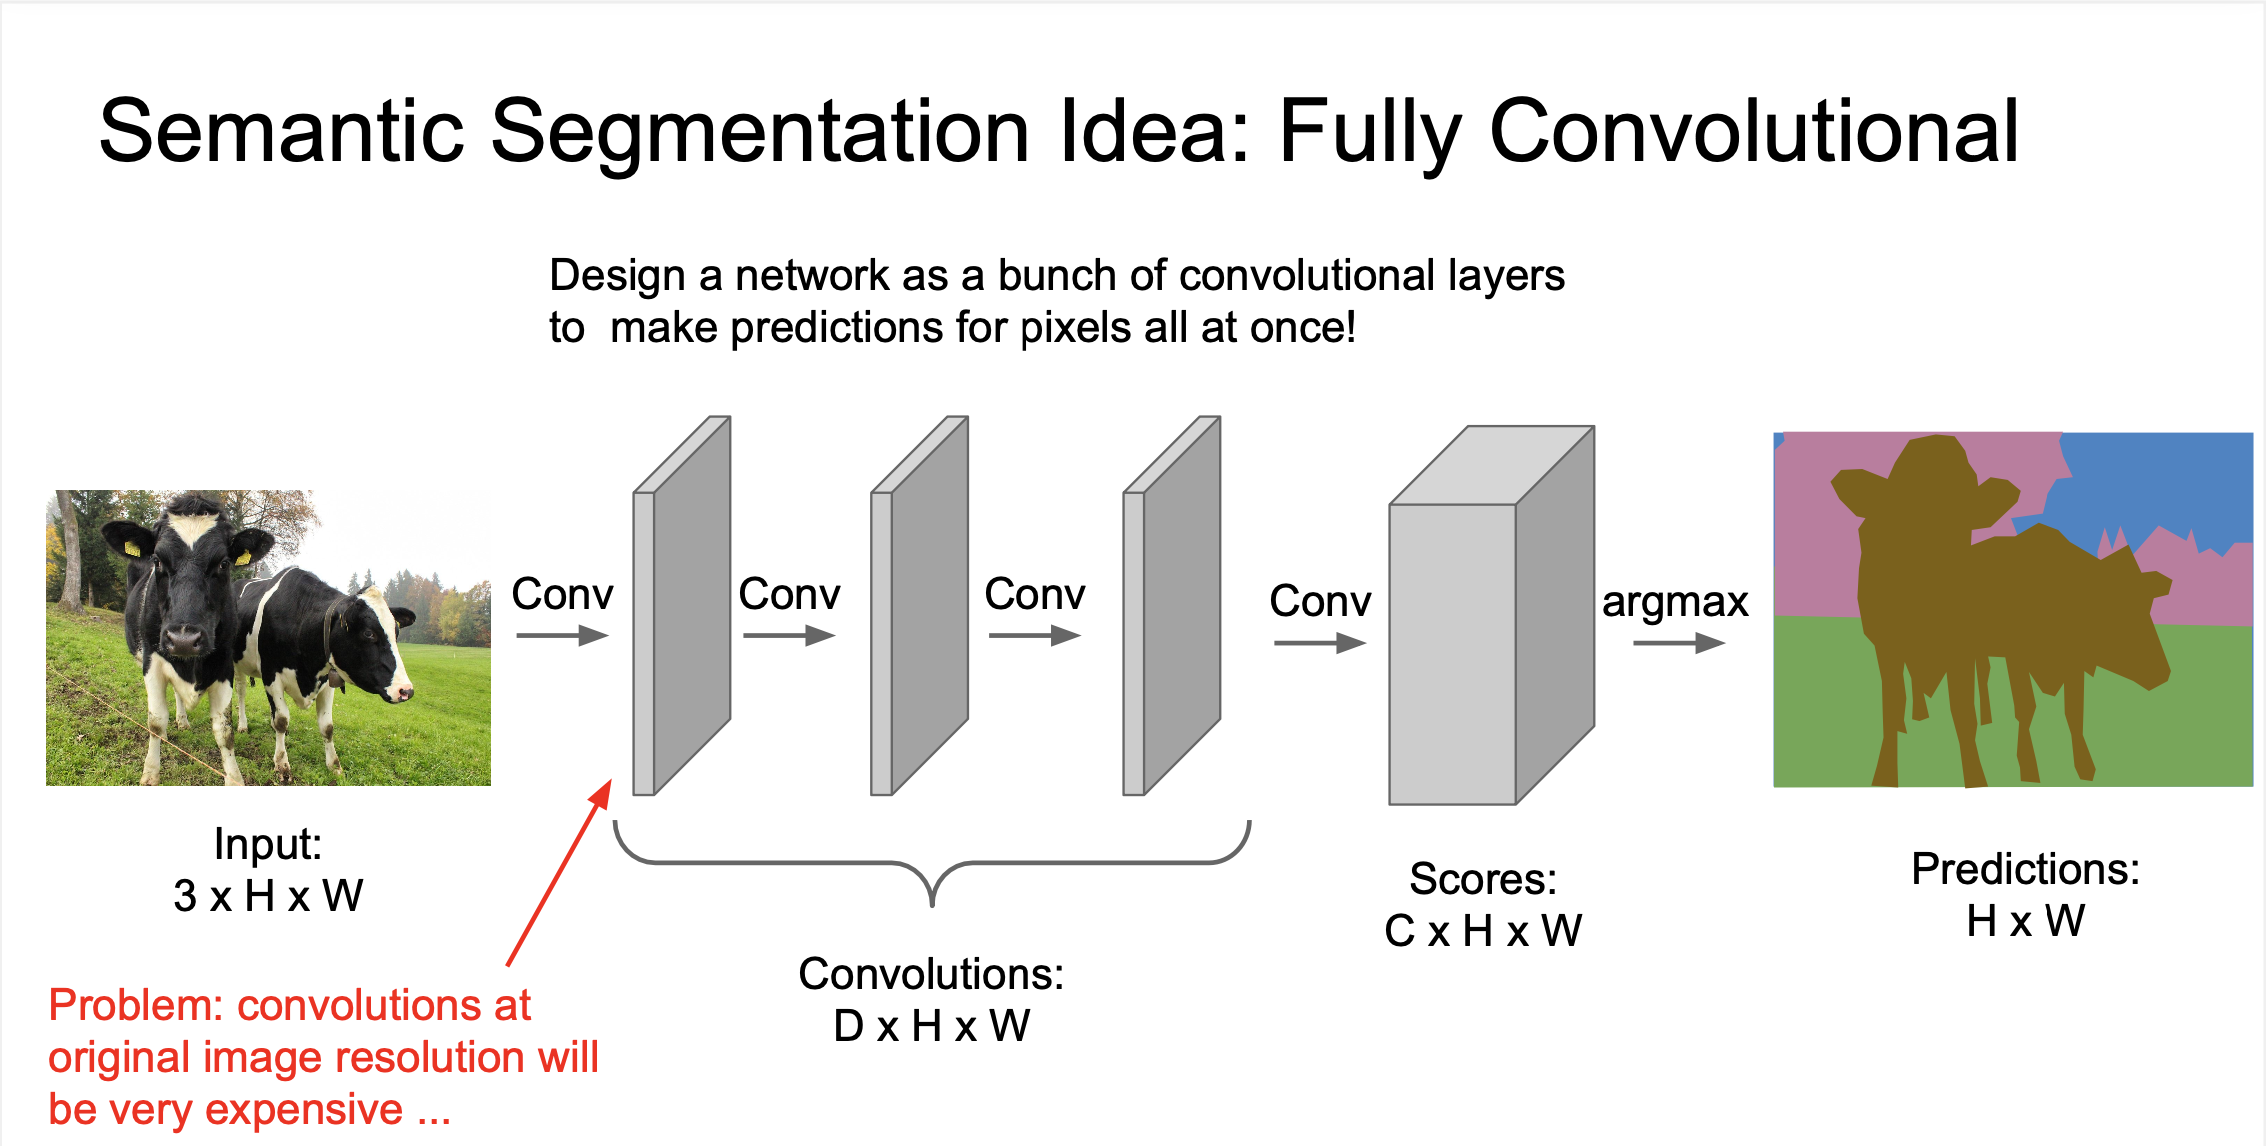 Semantic Segmentation Idea: Fully Convolutional
Design a network as a bunch of convolutional layers
to make predictions for pixels all at once!
Conv
Conv
Conv
Conv
argmax
Input:
3 x H x W
Convolutions:
D x H x W
Scores:
C x H x W
Predictions:
H x W
Problem: convolutions at
original image resolution will
be very expensive ...